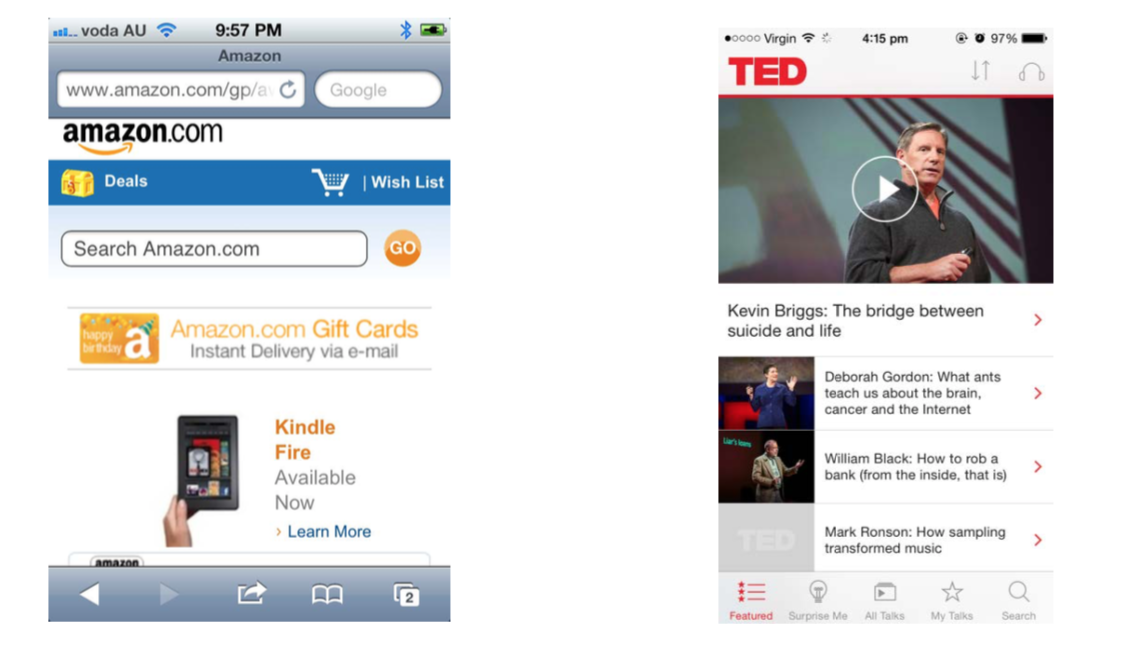 voda AU 9:57 PM
Amazon
www.amazon.com/gp/a Google
amazon.com
Deals | Wish List
Search Amazon.com GO
happy birthday a
Amazon.com Gift Cards
Instant Delivery via e-mail
Kindle
Fire
Available
Now
› Learn More
amazon
2
Virgin 4:15 pm 97%
TED
Kevin Briggs: The bridge between
suicide and life
Deborah Gordon: What ants
teach us about the brain,
cancer and the Internet
Liar's loans
William Black: How to rob a
bank (from the inside, that is)
TED
Mark Ronson: How sampling
transformed music
Featured Surprise Me All Talks My Talks Search